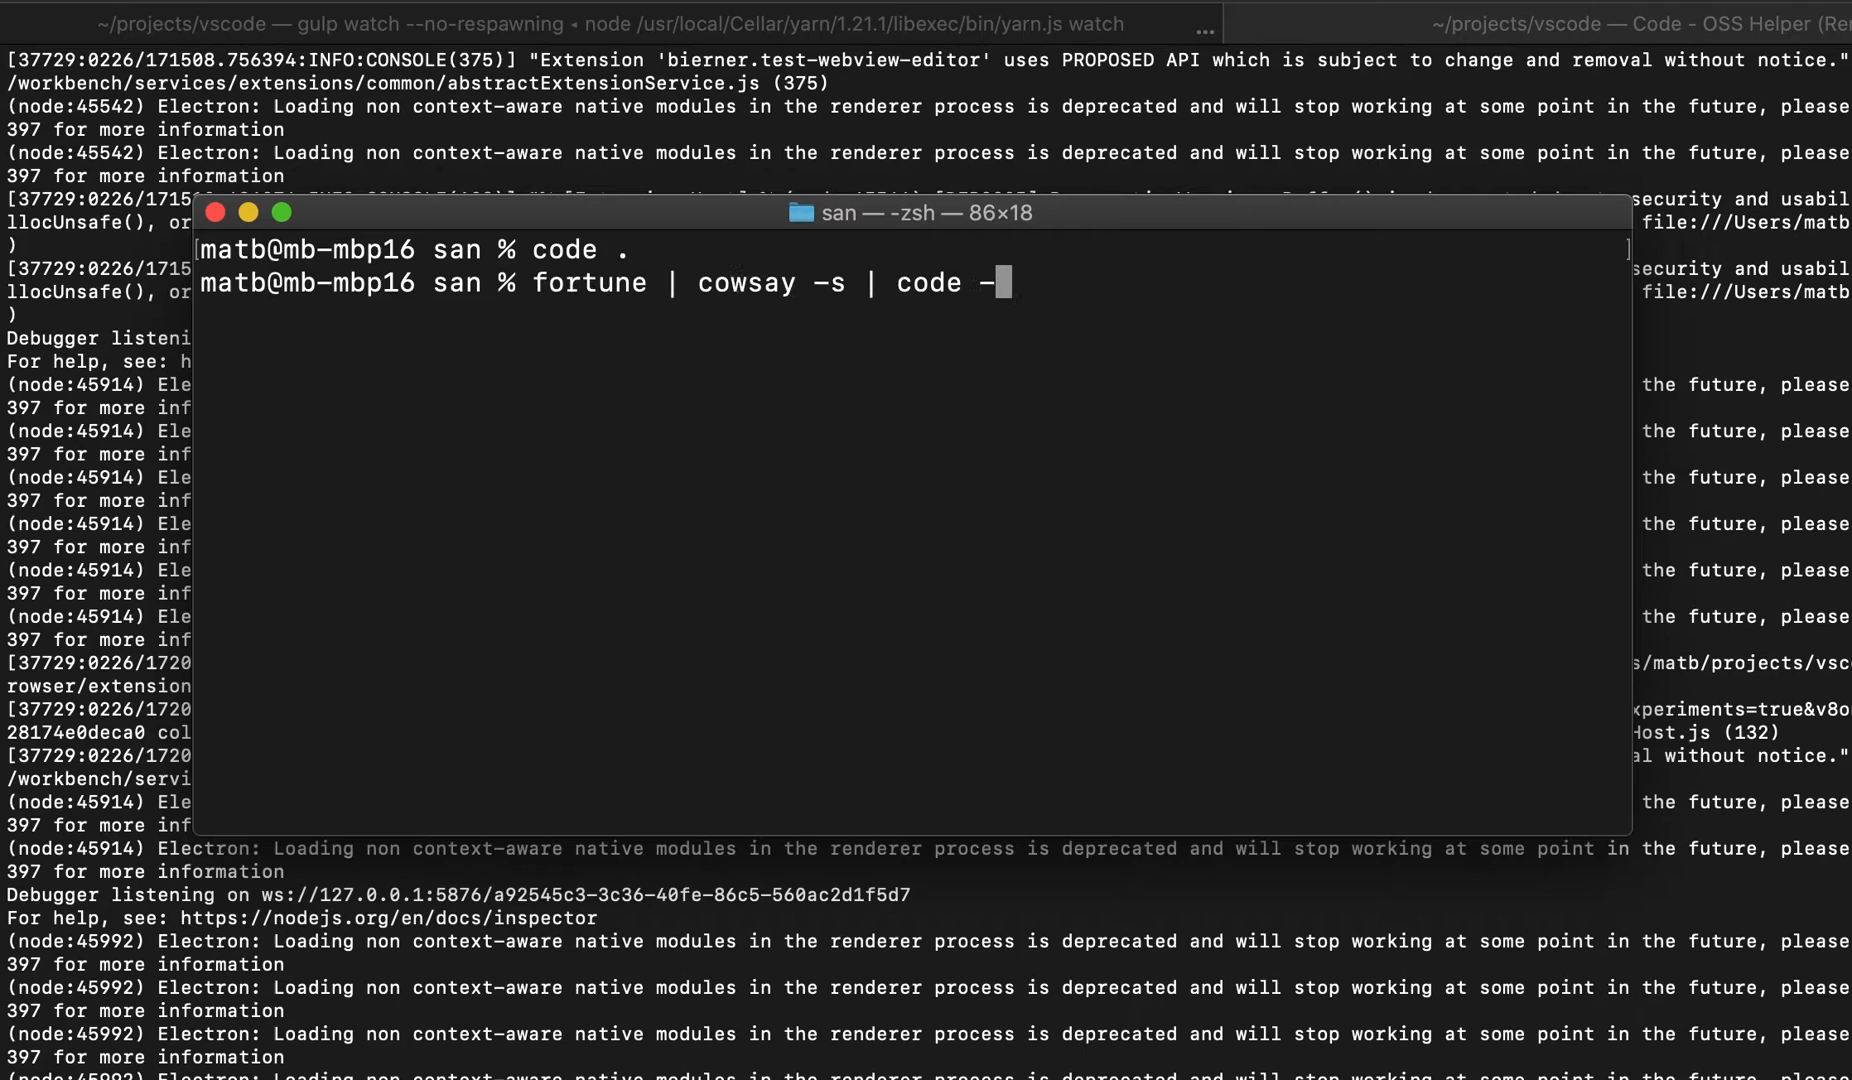 ~/projects/vscode — gulp watch --no-respawning ◂ node /usr/local/Cellar/yarn/1.21.1/libexec/bin/yarn.js watch ... ~/projects/vscode — Code - OSS Helper (Ren
[37729:0226/171508.756394:INFO:CONSOLE(375)] "Extension 'bierner.test-webview-editor' uses PROPOSED API which is subject to change and removal without notice."
/workbench/services/extensions/common/abstractExtensionService.js (375)
(node:45542) Electron: Loading non context-aware native modules in the renderer process is deprecated and will stop working at some point in the future, please
397 for more information
(node:45542) Electron: Loading non context-aware native modules in the renderer process is deprecated and will stop working at some point in the future, please
397 for more information
security and usabil
llocUnsafe(), or file:///Users/matb
)
[37729:0226/1715 security and usabil
llocUnsafe(), or file:///Users/matb
)
Debugger listeni
For help, see: h
(node:45914) Ele the future, please
397 for more inf
(node:45914) Ele the future, please
397 for more inf
(node:45914) Ele the future, please
397 for more inf
(node:45914) Ele the future, please
397 for more inf
(node:45914) Ele the future, please
397 for more inf
(node:45914) Ele the future, please
397 for more inf
[37729:0226/1720 s/matb/projects/vsc
rowser/extension
[37729:0226/1720 xperiments=true&v8o
28174e0deca0 col Host.js (132)
[37729:0226/1720 al without notice."
/workbench/servi
(node:45914) Ele the future, please
397 for more inf
san — -zsh — 86×18
matb@mb-mbp16 san % code .
matb@mb-mbp16 san % fortune | cowsay -s | code -
(node:45914) Electron: Loading non context-aware native modules in the renderer process is deprecated and will stop working at some point in the future, please
397 for more information
Debugger listening on ws://127.0.0.1:5876/a92545c3-3c36-40fe-86c5-560ac2d1f5d7
For help, see: https://nodejs.org/en/docs/inspector
(node:45992) Electron: Loading non context-aware native modules in the renderer process is deprecated and will stop working at some point in the future, please
397 for more information
(node:45992) Electron: Loading non context-aware native modules in the renderer process is deprecated and will stop working at some point in the future, please
397 for more information
(node:45992) Electron: Loading non context-aware native modules in the renderer process is deprecated and will stop working at some point in the future, please
397 for more information